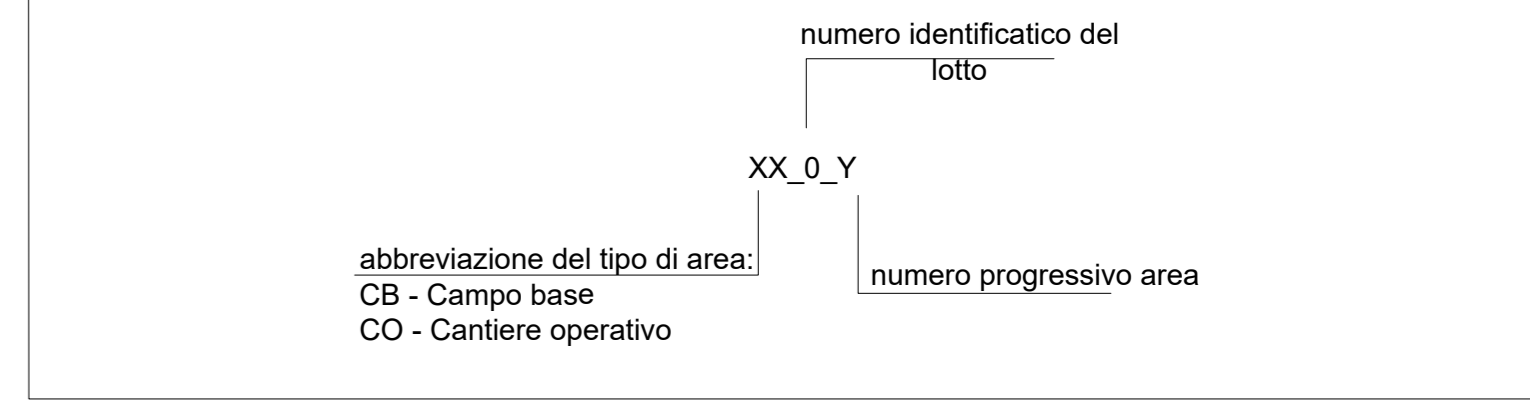 numero identificatico del
lotto
XX_0_Y
abbreviazione del tipo di area:
CB - Campo base
CO - Cantiere operativo
numero progressivo area